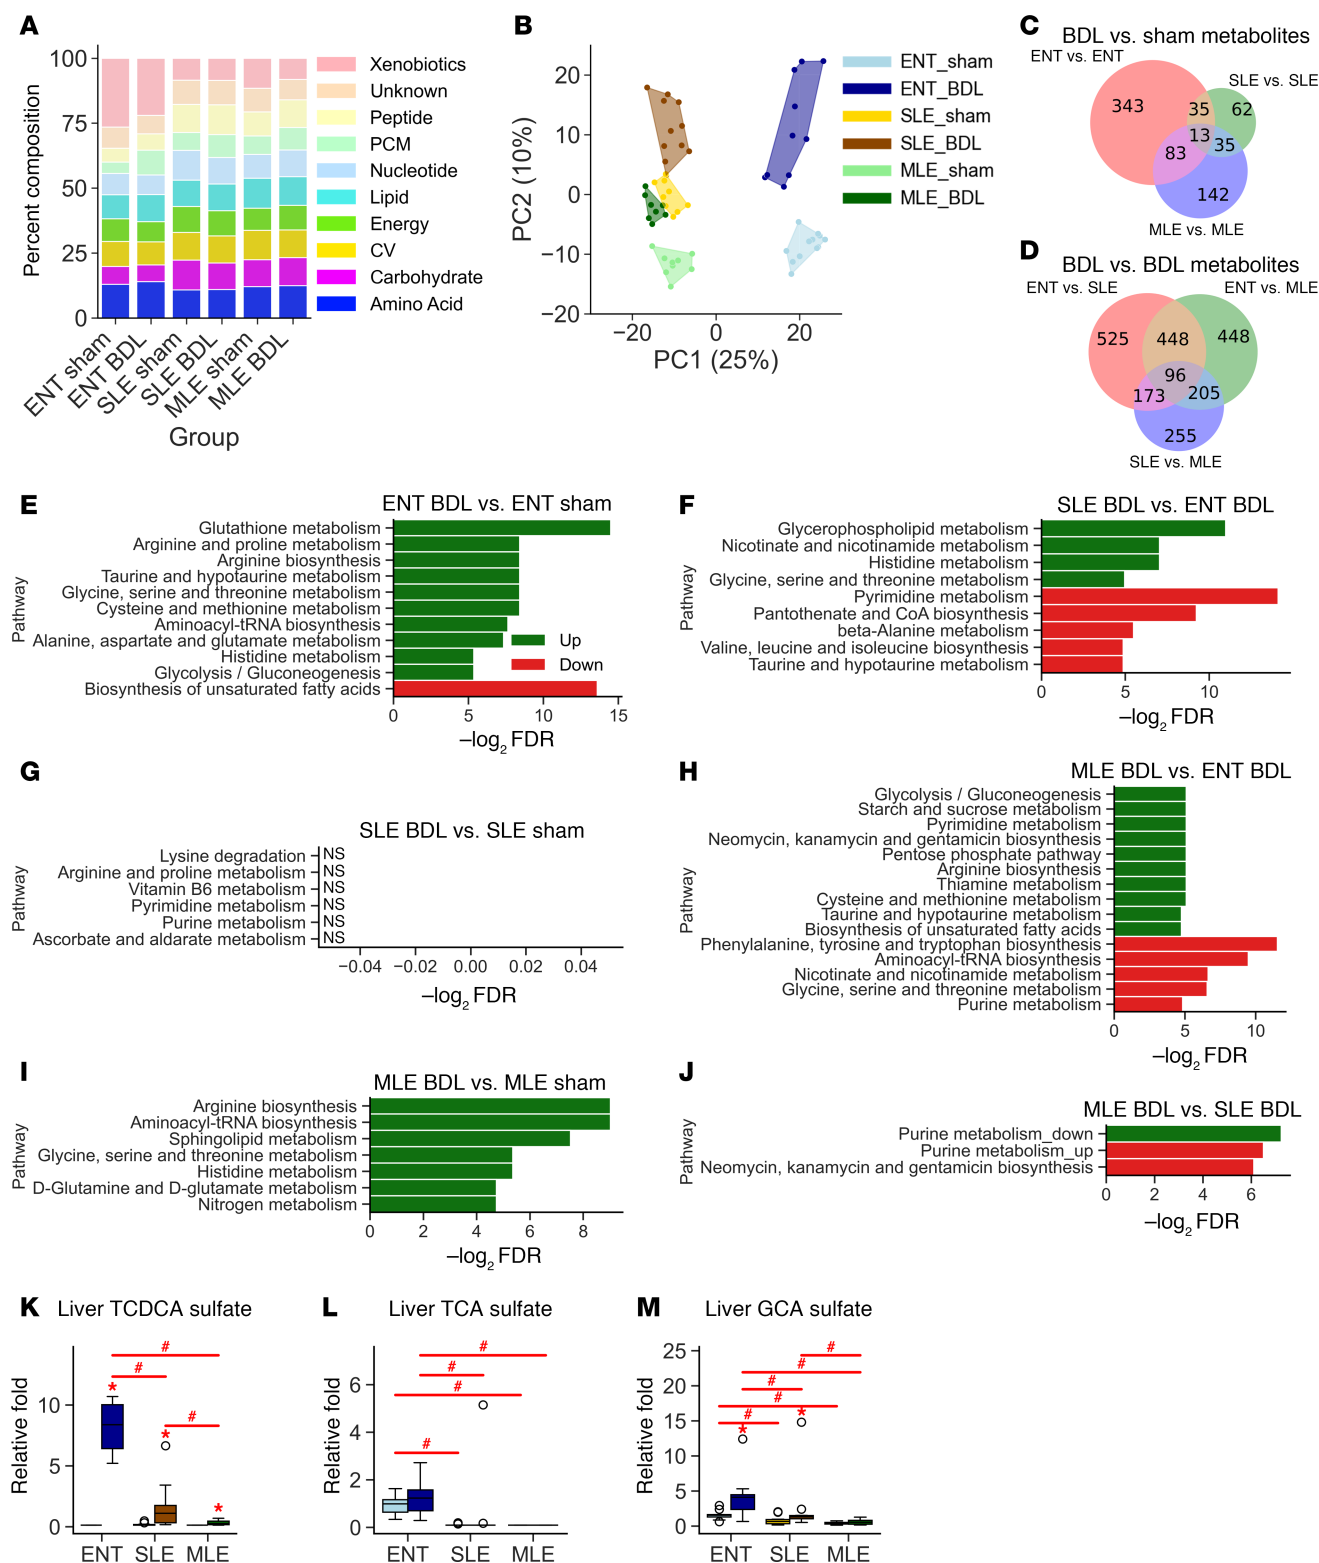 A
Percent composition
100
75
50
25
0
ENT sham
ENT BDL
SLE sham
SLE BDL
MLE sham
MLE BDL
Group
Xenobiotics
Unknown
Peptide
PCM
Nucleotide
Lipid
Energy
CV
Carbohydrate
Amino Acid
B
PC2 (10%)
20
10
0
−10
−20
−20 0 20
PC1 (25%)
ENT_sham
ENT_BDL
SLE_sham
SLE_BDL
MLE_sham
MLE_BDL
C
BDL vs. sham metabolites
ENT vs. ENT
SLE vs. SLE
343 35 62
13
83 35
142
MLE vs. MLE
D
BDL vs. BDL metabolites
ENT vs. SLE
ENT vs. MLE
525 448 448
96
173 205
255
SLE vs. MLE
E
ENT BDL vs. ENT sham
Pathway
Glutathione metabolism
Arginine and proline metabolism
Arginine biosynthesis
Taurine and hypotaurine metabolism
Glycine, serine and threonine metabolism
Cysteine and methionine metabolism
Aminoacyl-tRNA biosynthesis
Alanine, aspartate and glutamate metabolism
Histidine metabolism
Glycolysis / Gluconeogenesis
Biosynthesis of unsaturated fatty acids
Up
Down
0 5 10 15
–log2 FDR
F
SLE BDL vs. ENT BDL
Pathway
Glycerophospholipid metabolism
Nicotinate and nicotinamide metabolism
Histidine metabolism
Glycine, serine and threonine metabolism
Pyrimidine metabolism
Pantothenate and CoA biosynthesis
beta-Alanine metabolism
Valine, leucine and isoleucine biosynthesis
Taurine and hypotaurine metabolism
0 5 10
–log2 FDR
G
SLE BDL vs. SLE sham
Pathway
Lysine degradation NS
Arginine and proline metabolism NS
Vitamin B6 metabolism NS
Pyrimidine metabolism NS
Purine metabolism NS
Ascorbate and aldarate metabolism NS
−0.04 −0.02 0.00 0.02 0.04
–log2 FDR
H
MLE BDL vs. ENT BDL
Pathway
Glycolysis / Gluconeogenesis
Starch and sucrose metabolism
Pyrimidine metabolism
Neomycin, kanamycin and gentamicin biosynthesis
Pentose phosphate pathway
Arginine biosynthesis
Thiamine metabolism
Cysteine and methionine metabolism
Taurine and hypotaurine metabolism
Biosynthesis of unsaturated fatty acids
Phenylalanine, tyrosine and tryptophan biosynthesis
Aminoacyl-tRNA biosynthesis
Nicotinate and nicotinamide metabolism
Glycine, serine and threonine metabolism
Purine metabolism
0 5 10
–log2 FDR
I
MLE BDL vs. MLE sham
Pathway
Arginine biosynthesis
Aminoacyl-tRNA biosynthesis
Sphingolipid metabolism
Glycine, serine and threonine metabolism
Histidine metabolism
D-Glutamine and D-glutamate metabolism
Nitrogen metabolism
0 2 4 6 8
–log2 FDR
J
MLE BDL vs. SLE BDL
Pathway
Purine metabolism_down
Purine metabolism_up
Neomycin, kanamycin and gentamicin biosynthesis
0 2 4 6
–log2 FDR
K
Liver TCDCA sulfate
Relative fold
10
5
0
#
#
*
#
*
*
ENT SLE MLE
L
Liver TCA sulfate
Relative fold
6
4
2
0
#
#
#
#
ENT SLE MLE
M
Liver GCA sulfate
Relative fold
25
20
15
10
5
0
#
#
#
#
#
*
*
ENT SLE MLE